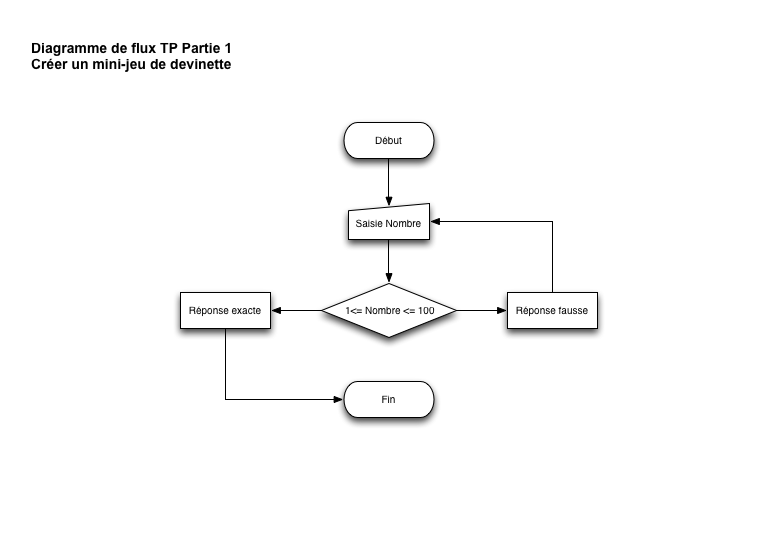 Diagramme de flux TP Partie 1
Créer un mini-jeu de devinette
Début
Saisie Nombre
Réponse exacte
1<= Nombre <= 100
Réponse fausse
Fin